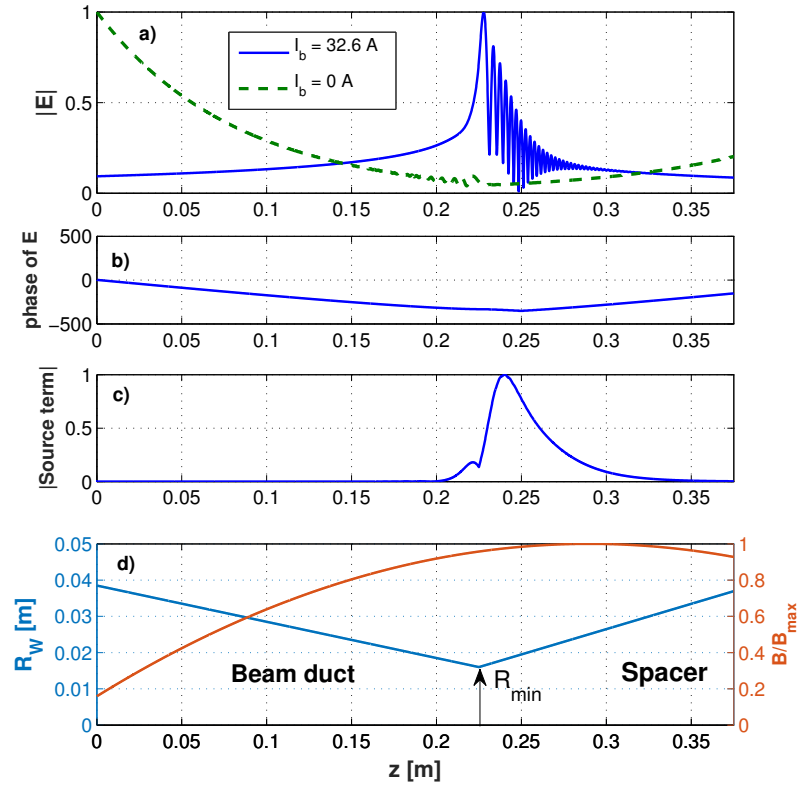 a)
I_b = 32.6 A
I_b = 0 A
|E|
1
0.5
0
0 0.05 0.1 0.15 0.2 0.25 0.3 0.35
b)
phase of E
500
0
−500
0 0.05 0.1 0.15 0.2 0.25 0.3 0.35
c)
|Source term|
1
0.5
0
0 0.05 0.1 0.15 0.2 0.25 0.3 0.35
d)
R_W [m]
0.05
0.04
0.03
0.02
0.01
0
Beam duct
R_min
Spacer
B/B_max
1
0.8
0.6
0.4
0.2
0
0 0.05 0.1 0.15 0.2 0.25 0.3 0.35
z [m]